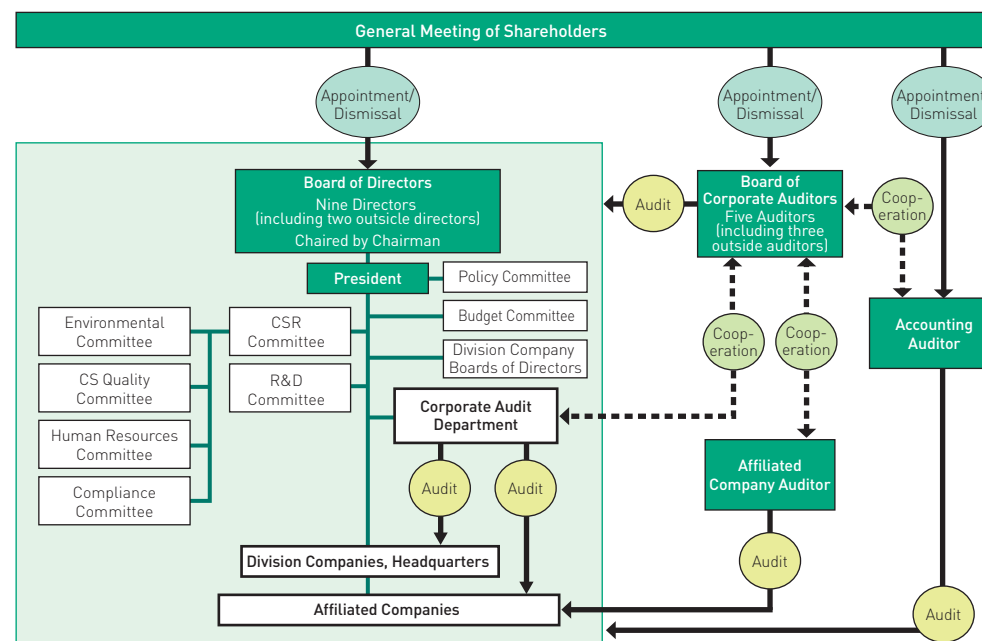 General Meeting of Shareholders
Appointment/
Dismissal
Appointment/
Dismissal
Appointment/
Dismissal
Board of Directors
Nine Directors
(including two outsicle directors)
Chaired by Chairman
Audit
Board of
Corporate Auditors
Five Auditors
(including three
outside auditors)
Coop-
eration
President
Policy Committee
Environmental
Committee
CSR
Committee
Budget Committee
Coop-
eration
Coop-
eration
Accounting
Auditor
CS Quality
Committee
R&D
Committee
Division Company
Boards of Directors
Human Resources
Committee
Corporate Audit
Department
Compliance
Committee
Audit
Audit
Affiliated
Company Auditor
Division Companies, Headquarters
Audit
Affiliated Companies
Audit